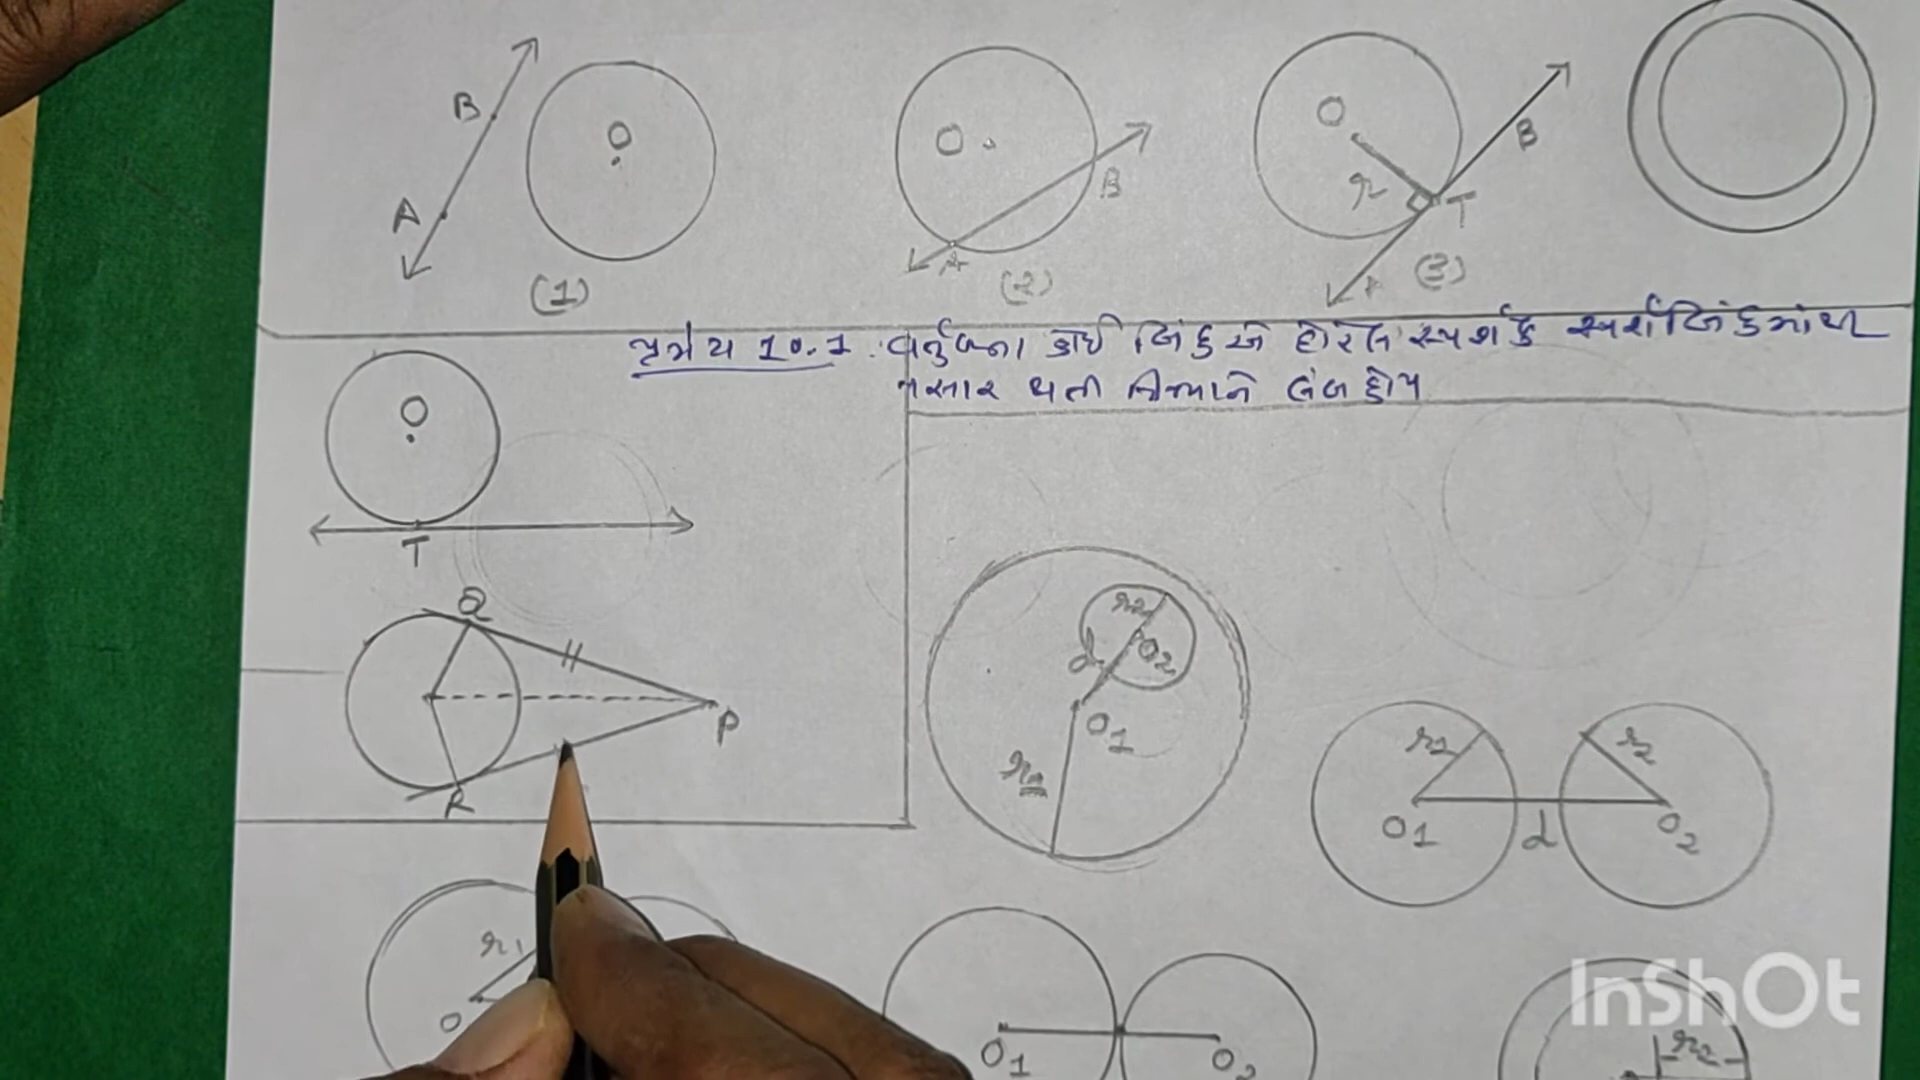 B
O
A
(1)
O
B
A
(2)
O
r
B
T
A
(3)
પ્રમેય 10.1 : વર્તુળના કોઈ બિંદુએ દોરેલ સ્પર્શક સ્પર્શબિંદુમાંથી
પસાર થતી ત્રિજ્યાને લંબ હોય
O
T
Q
P
R
r2
d
O2
O1
r1
r1
r2
O1
d
O2
r1
O
O1
O2
r2
InShOt